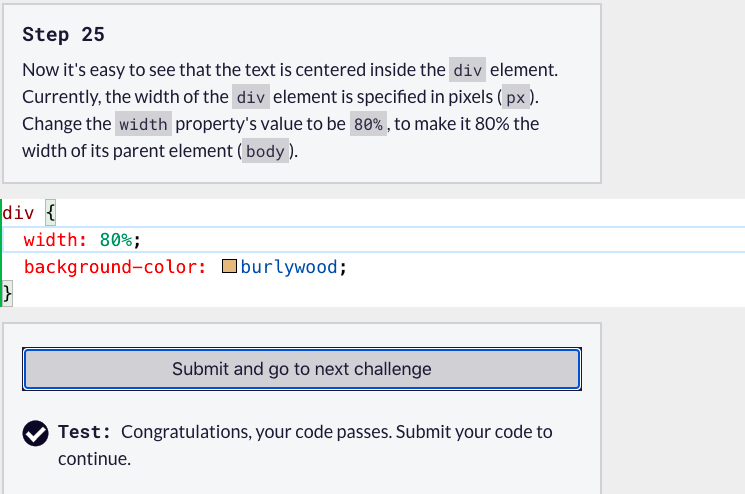 Step 25
Now it's easy to see that the text is centered inside the div element.
Currently, the width of the div element is specified in pixels (px).
Change the width property's value to be 80%, to make it 80% the
width of its parent element (body).
div {
width: 80%;
background-color: burlywood;
}
Submit and go to next challenge
Test: Congratulations, your code passes. Submit your code to
continue.